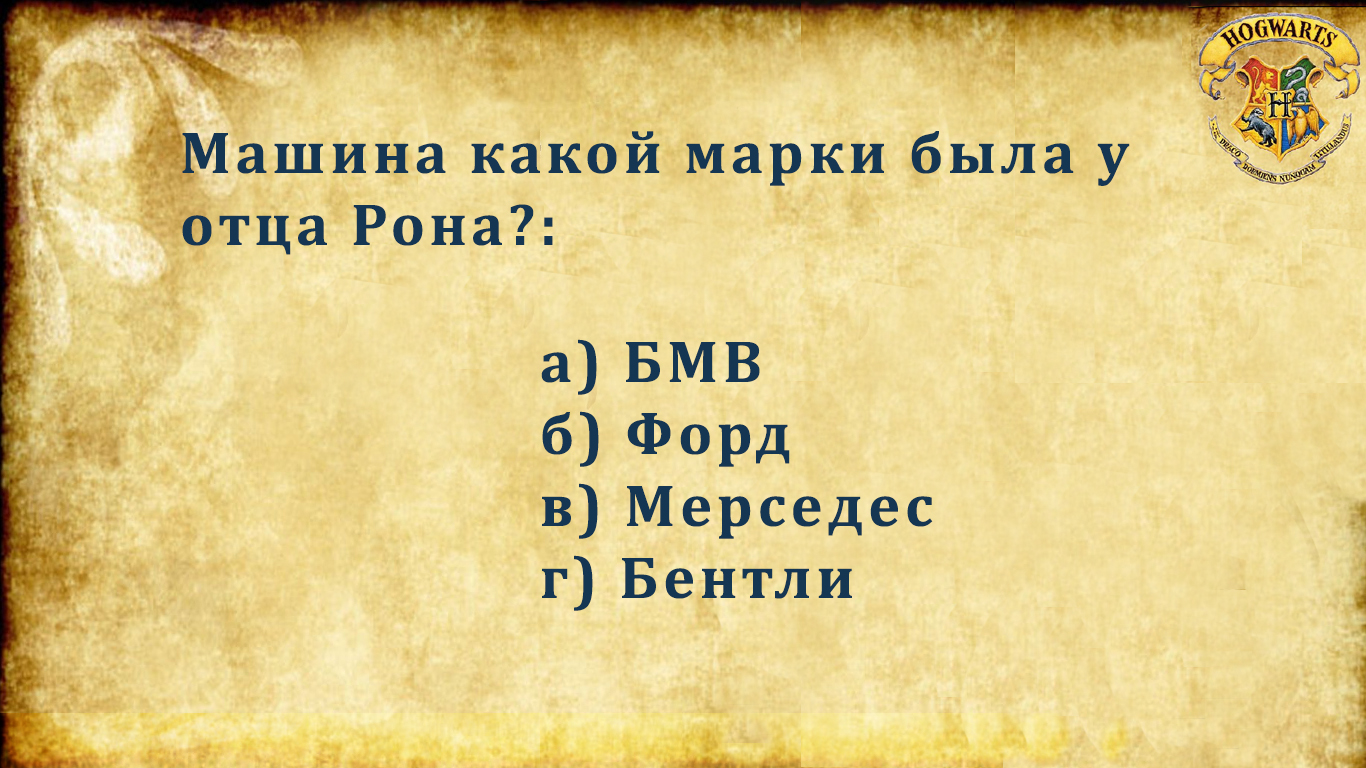 HOGWARTS
H
Машина какой марки была у
отца Рона?:
а) БМВ
б) Форд
в) Мерседес
г) Бентли